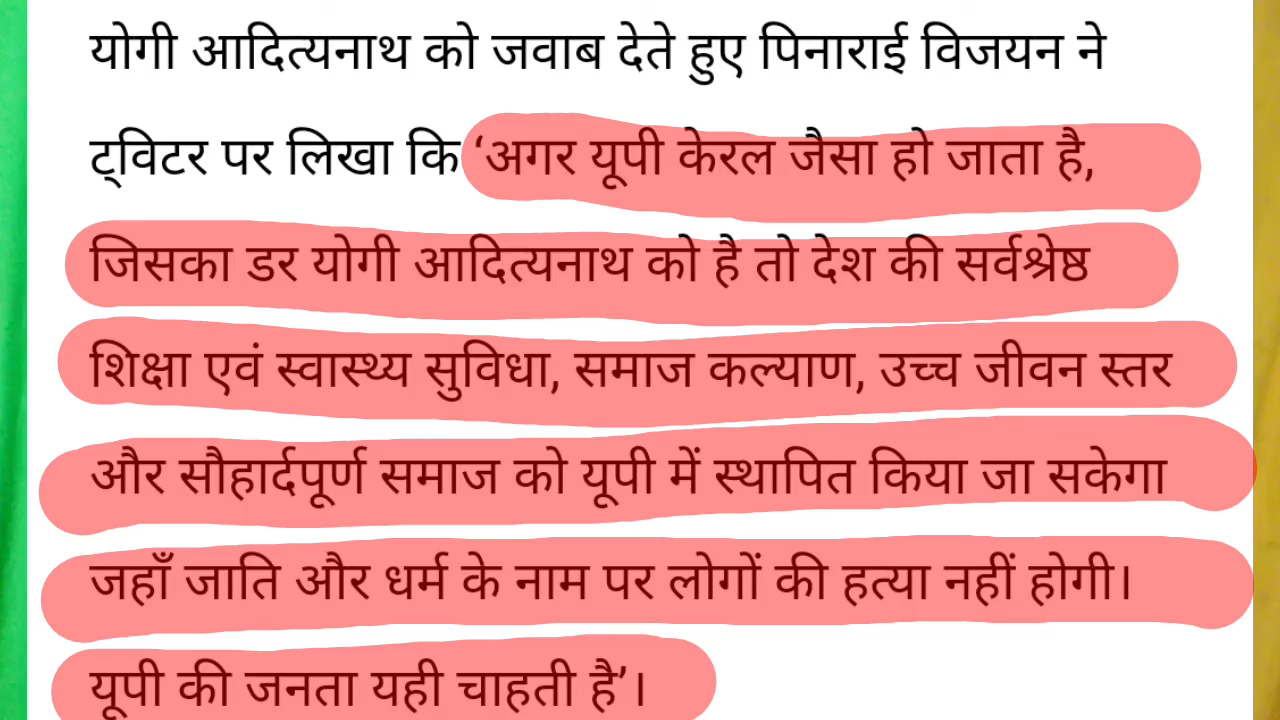 योगी आदित्यनाथ को जवाब देते हुए पिनाराई विजयन ने
ट्विटर पर लिखा कि ‘अगर यूपी केरल जैसा हो जाता है,
जिसका डर योगी आदित्यनाथ को है तो देश की सर्वश्रेष्ठ
शिक्षा एवं स्वास्थ्य सुविधा, समाज कल्याण, उच्च जीवन स्तर
और सौहार्दपूर्ण समाज को यूपी में स्थापित किया जा सकेगा
जहाँ जाति और धर्म के नाम पर लोगों की हत्या नहीं होगी।
यूपी की जनता यही चाहती है’।